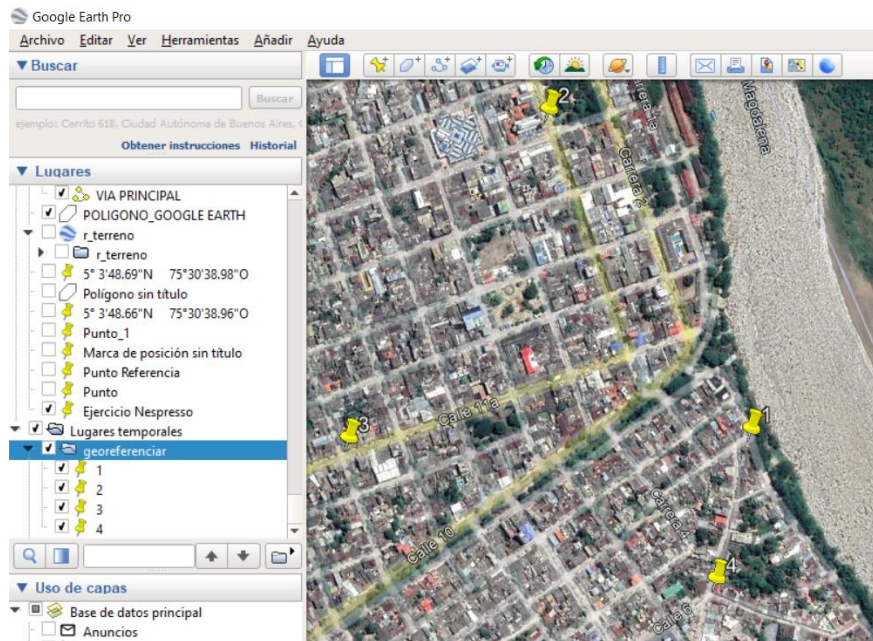 Google Earth Pro
Archivo Editar Ver Herramientas Añadir Ayuda
Buscar
Buscar
ejemplo: Cerrito 618, Ciudad Autónoma de Buenos Aires,
Obtener instrucciones Historial
Lugares
VIA PRINCIPAL
POLIGONO_GOOGLE EARTH
r_terreno
r_terreno
5° 3'48.69"N 75°30'38.98"O
Polígono sin título
5° 3'48.66"N 75°30'38.96"O
Punto_1
Marca de posición sin título
Punto Referencia
Punto
Ejercicio Nespresso
Lugares temporales
georeferenciar
1
2
3
4
Uso de capas
Base de datos principal
Anuncios
2
Carrera 1a
Magdalena
Carrera 2
3
Calle 11a
1
Calle 10
Carrera 4
4